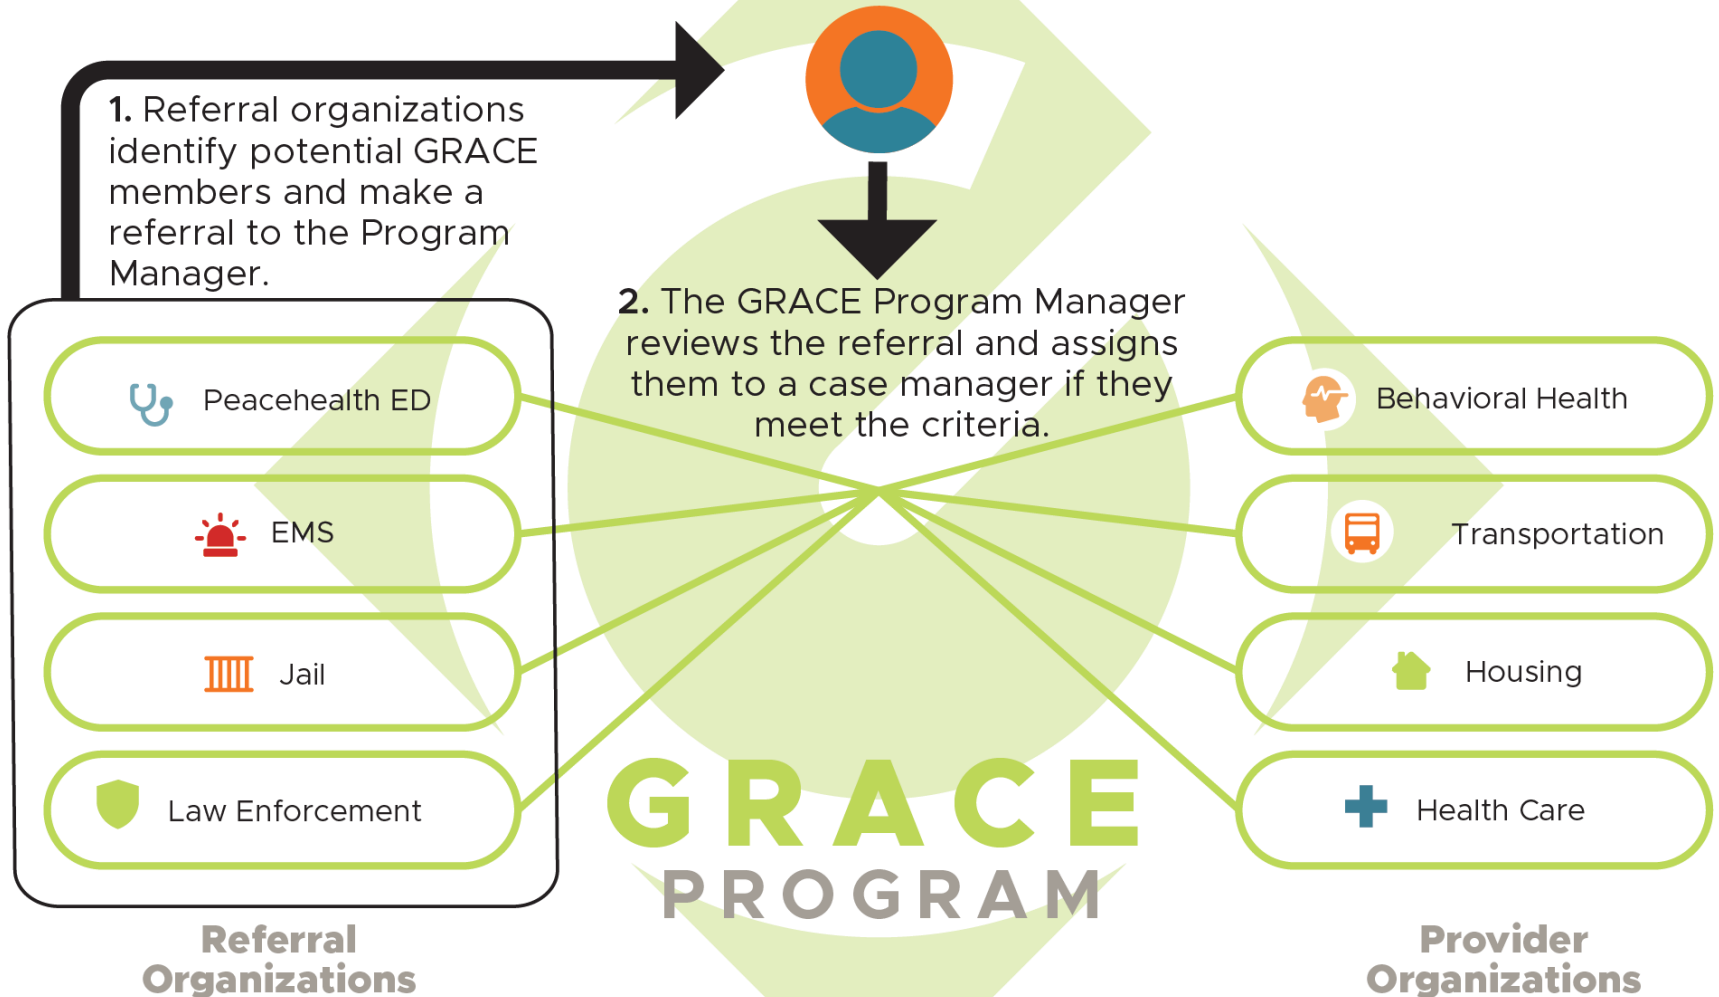 1. Referral organizations
identify potential GRACE
members and make a
referral to the Program
Manager.
2. The GRACE Program Manager
reviews the referral and assigns
them to a case manager if they
meet the criteria.
Peacehealth ED
EMS
Jail
Law Enforcement
Referral
Organizations
GRACE
PROGRAM
Behavioral Health
Transportation
Housing
Health Care
Provider
Organizations